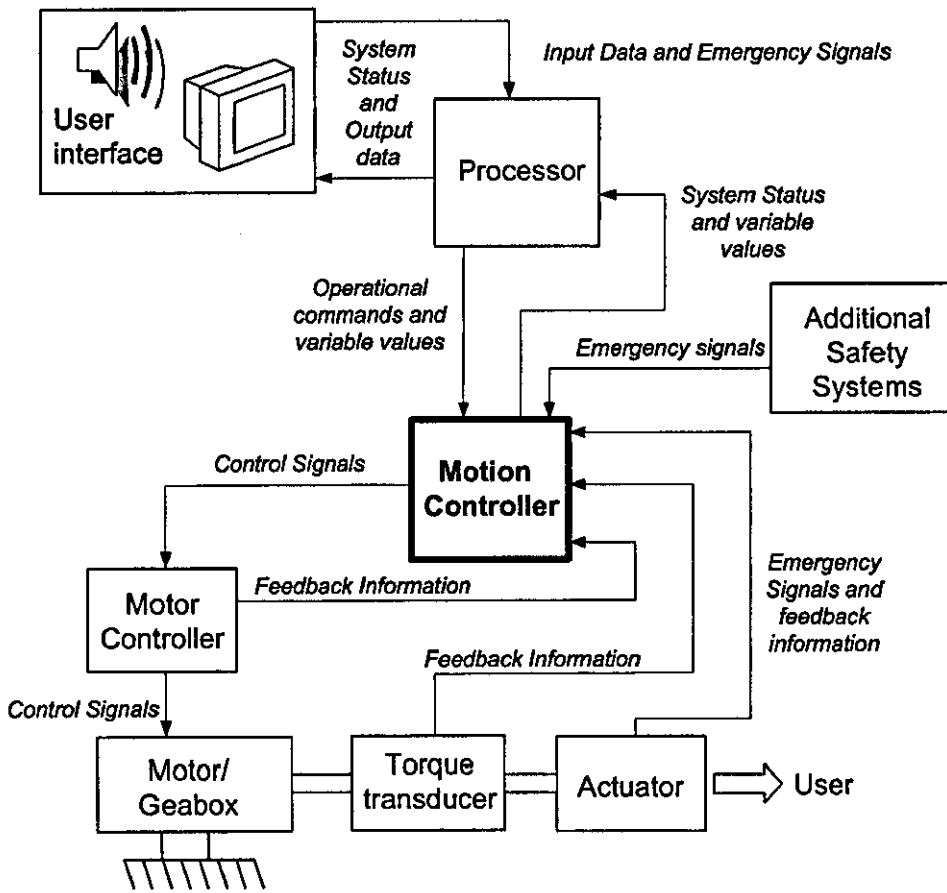 User
interface
System
Status
and
Output
data
Input Data and Emergency Signals
Processor
System Status
and variable
values
Operational
commands and
variable values
Additional
Safety
Systems
Emergency signals
Motion
Controller
Control Signals
Feedback Information
Motor
Controller
Emergency
Signals and
feedback
information
Feedback Information
Control Signals
Motor/
Geabox
Torque
transducer
Actuator
User